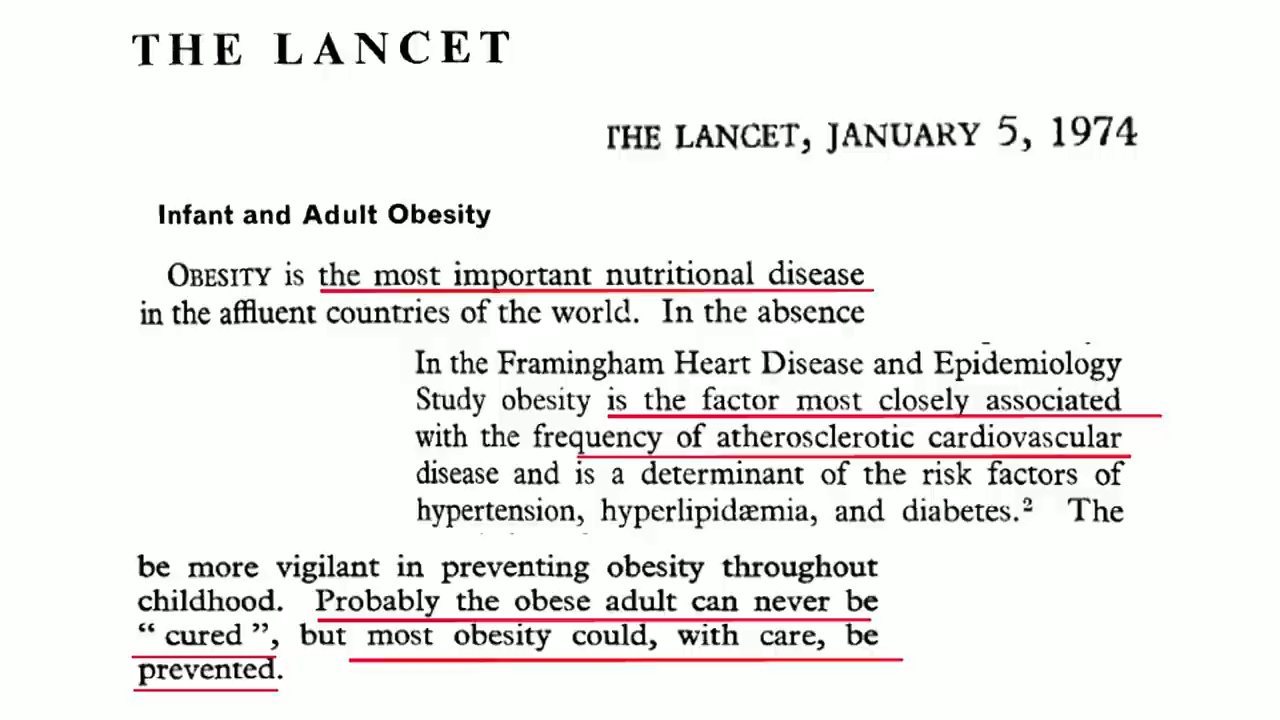 THE LANCET
THE LANCET, JANUARY 5, 1974
Infant and Adult Obesity
OBESITY is the most important nutritional disease
in the affluent countries of the world. In the absence
In the Framingham Heart Disease and Epidemiology
Study obesity is the factor most closely associated
with the frequency of atherosclerotic cardiovascular
disease and is a determinant of the risk factors of
hypertension, hyperlipidæmia, and diabetes.² The
be more vigilant in preventing obesity throughout
childhood. Probably the obese adult can never be
“ cured ”, but most obesity could, with care, be
prevented.